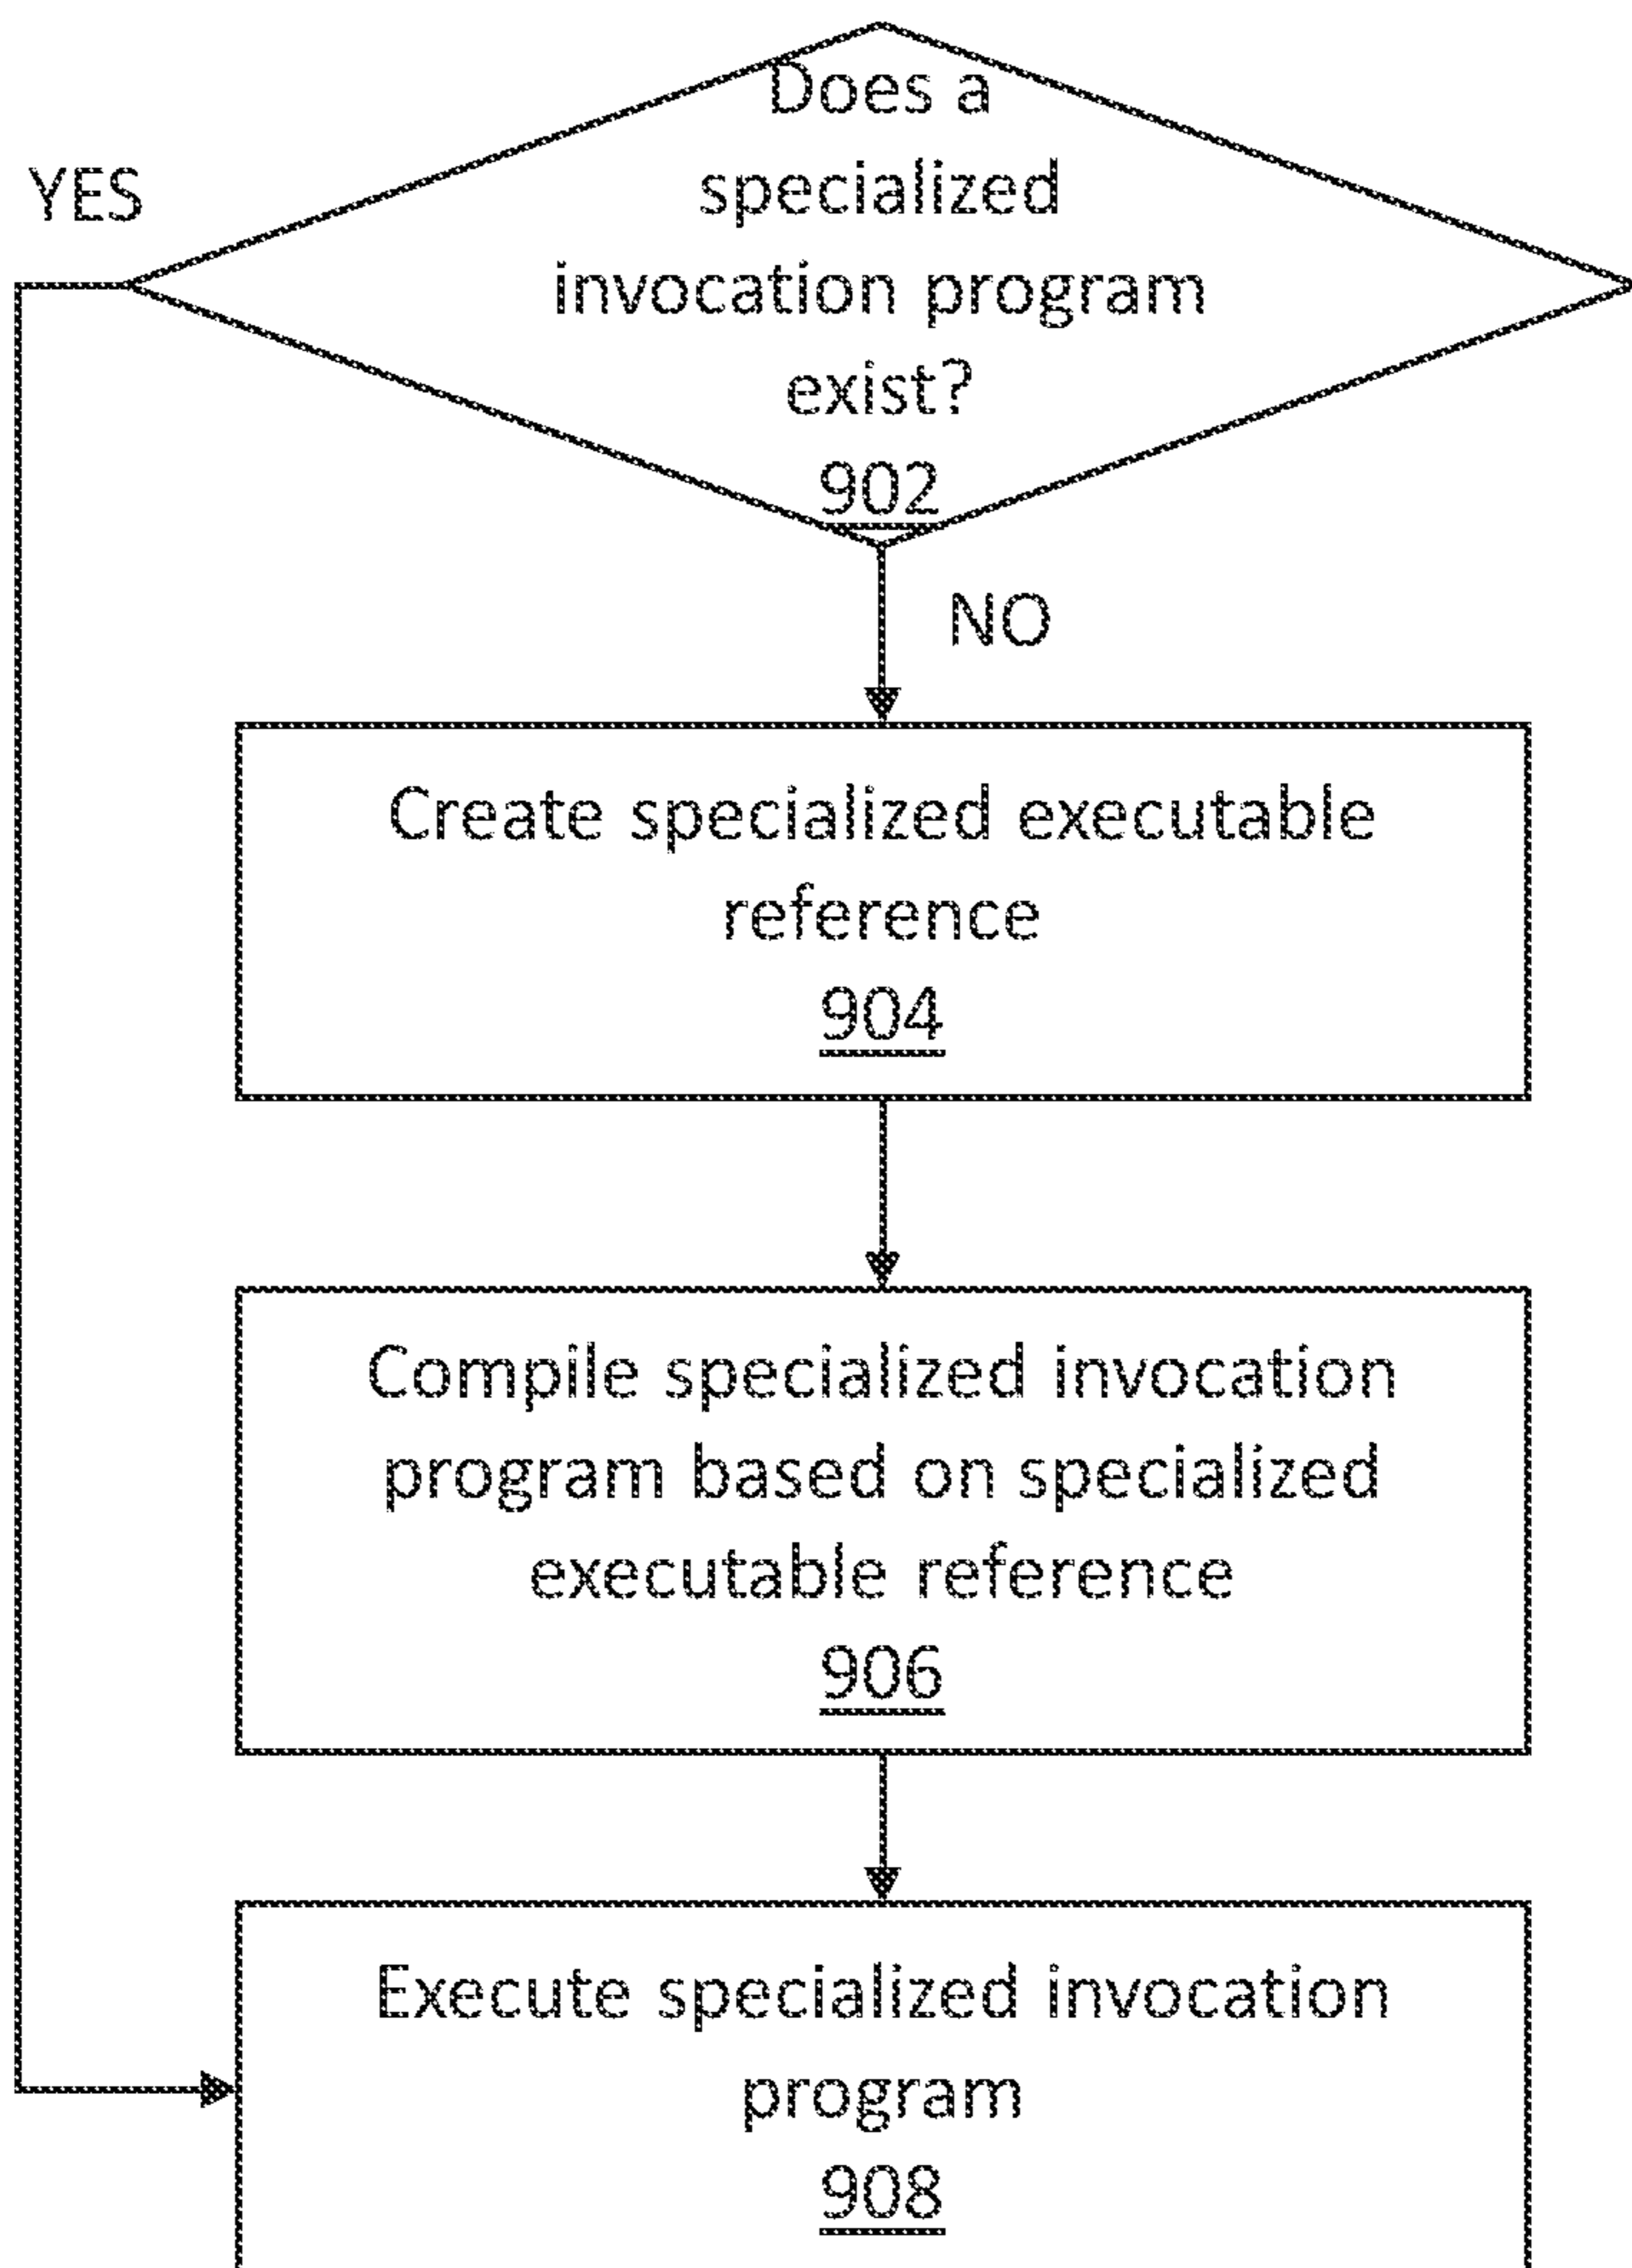 Does a
specialized
YES
invocation program
exist?
902
NO
Create specialized executable
reference
904
Compile specialized invocation
program based on specialized
executable reference
906
Execute specialized invocation
program
908